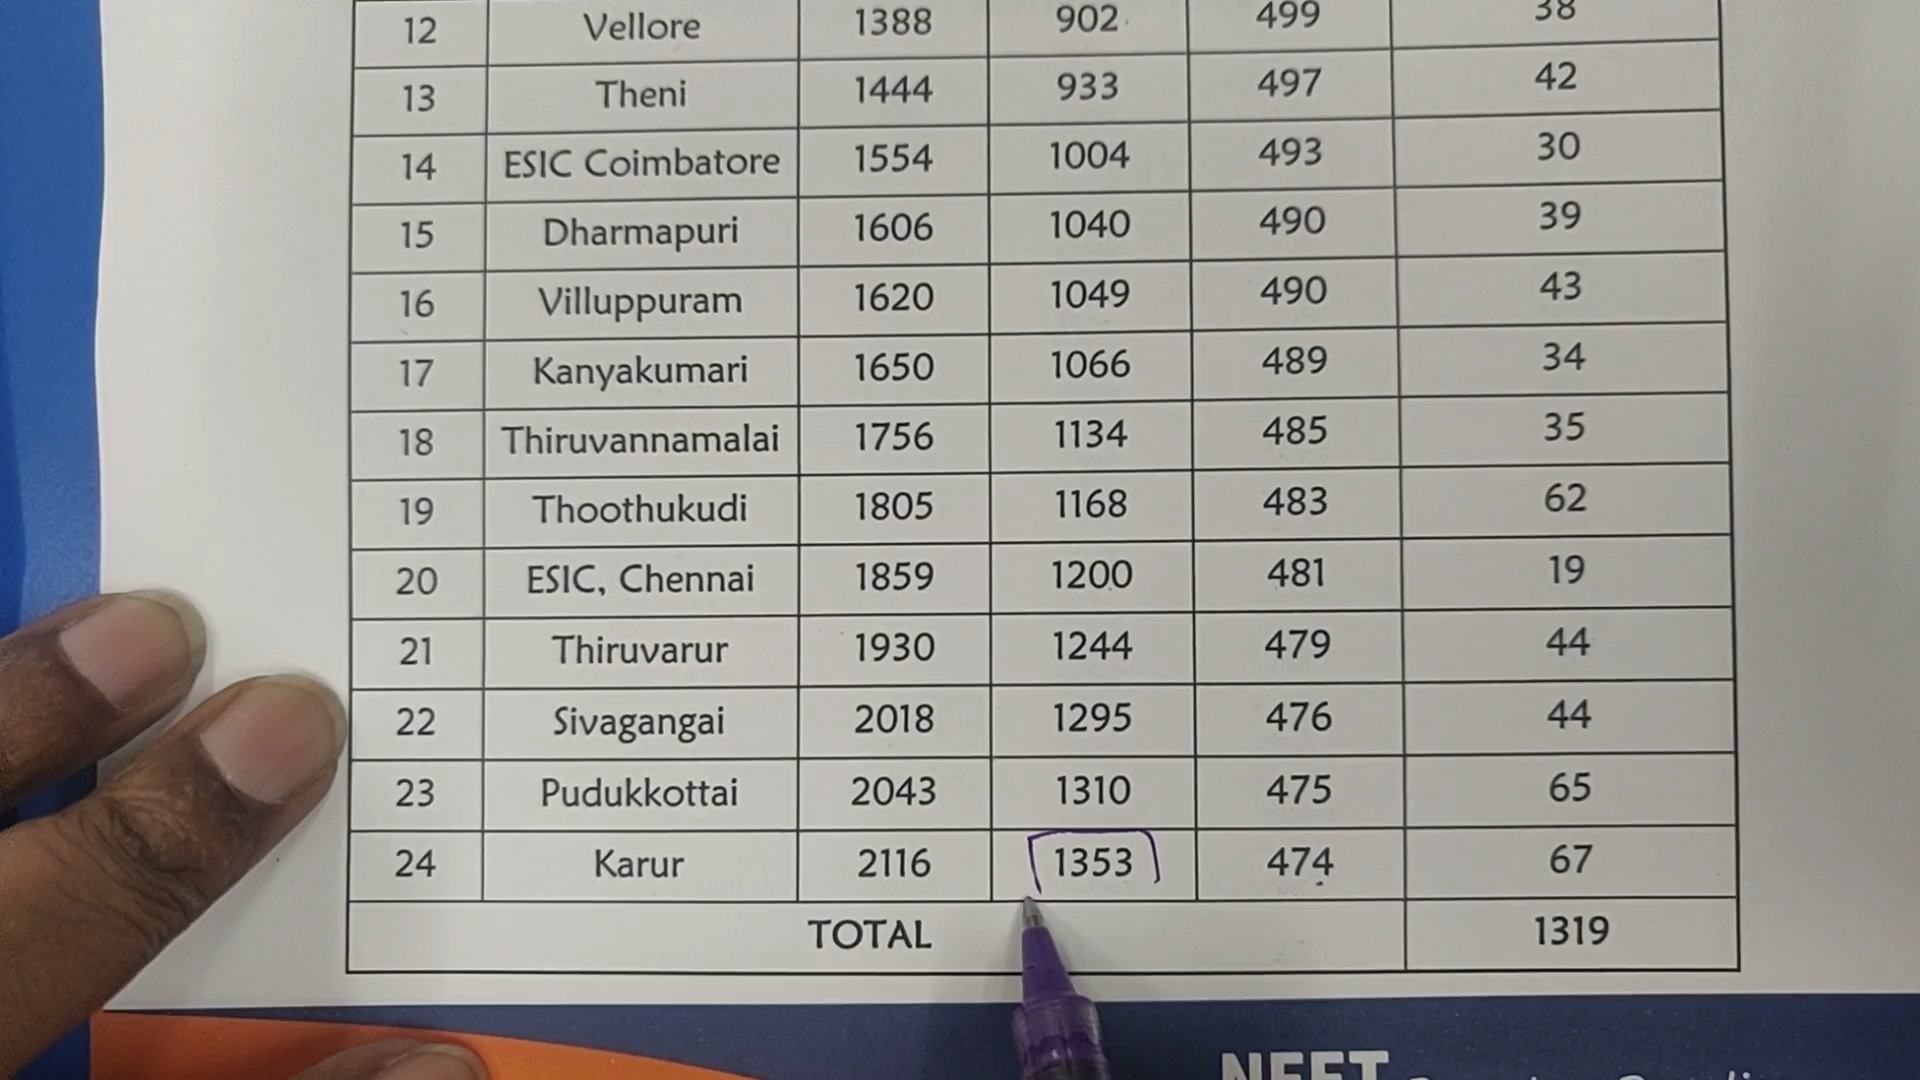 12 Vellore 1388 902 499 38
13 Theni 1444 933 497 42
14 ESIC Coimbatore 1554 1004 493 30
15 Dharmapuri 1606 1040 490 39
16 Villuppuram 1620 1049 490 43
17 Kanyakumari 1650 1066 489 34
18 Thiruvannamalai 1756 1134 485 35
19 Thoothukudi 1805 1168 483 62
20 ESIC, Chennai 1859 1200 481 19
21 Thiruvarur 1930 1244 479 44
22 Sivagangai 2018 1295 476 44
23 Pudukkottai 2043 1310 475 65
24 Karur 2116 1353 474 67
TOTAL 1319
NEET